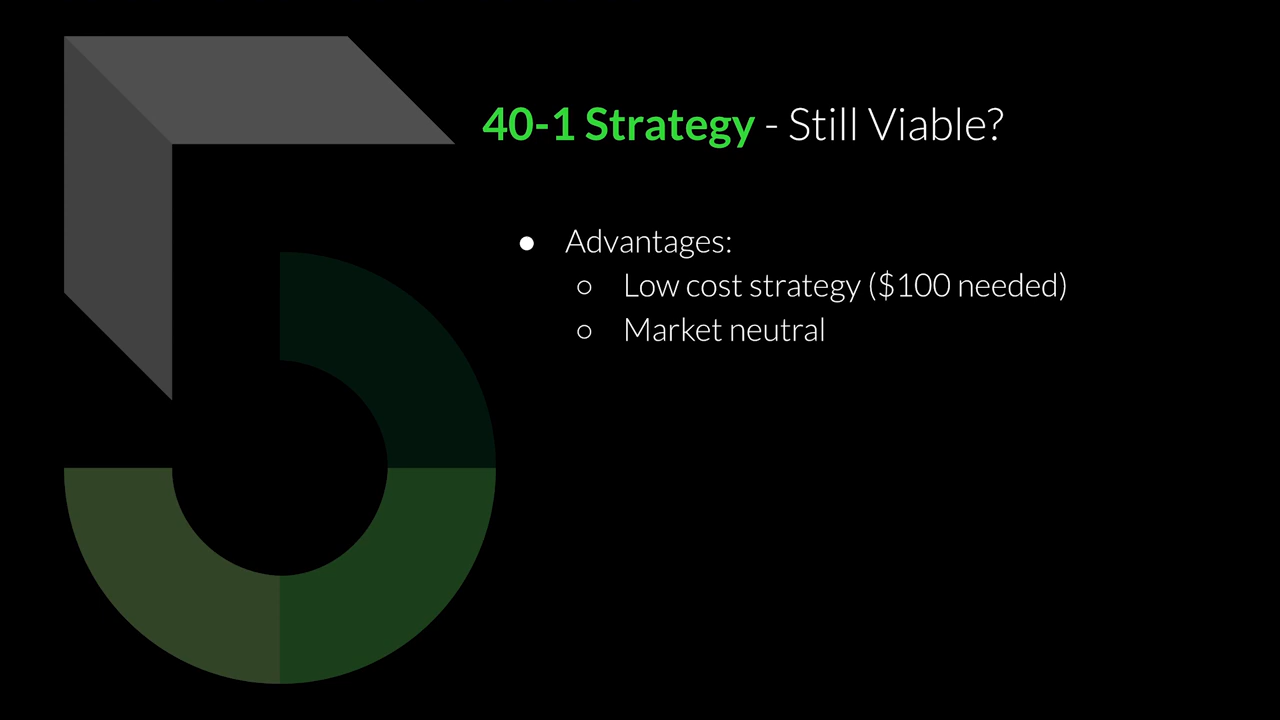 40-1 Strategy - Still Viable?
● Advantages:
○ Low cost strategy ($100 needed)
○ Market neutral